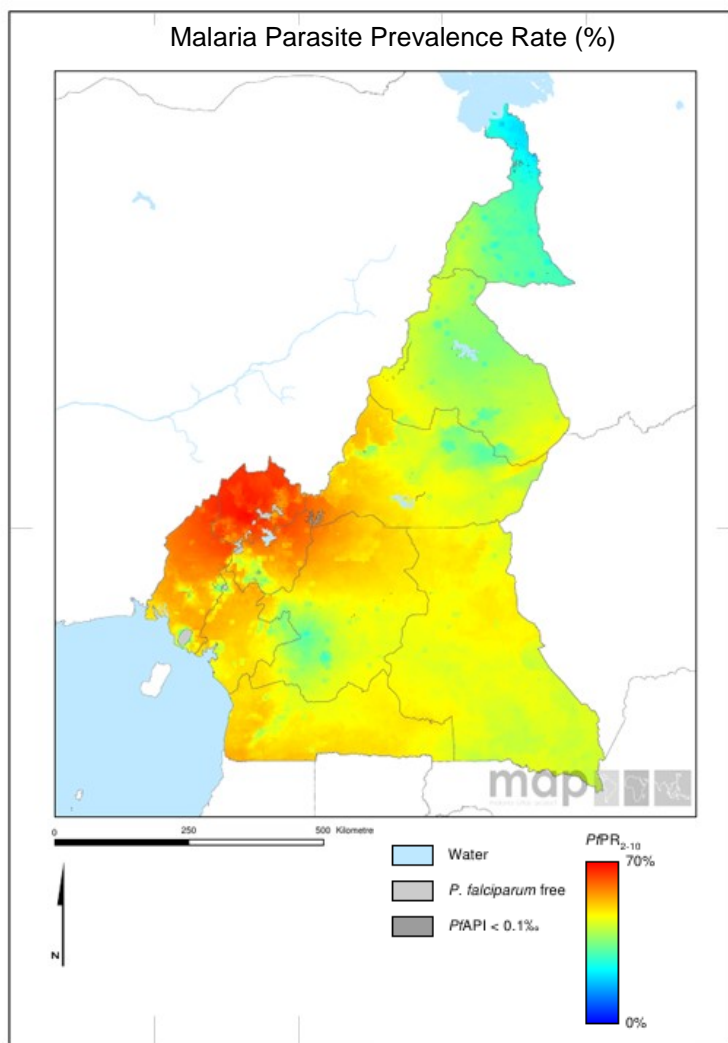 Malaria Parasite Prevalence Rate (%)
map
0 250 500 Kilometre
Water
P. falciparum free
PfAPI < 0.1‰
N
PfPR2-10
70%
0%